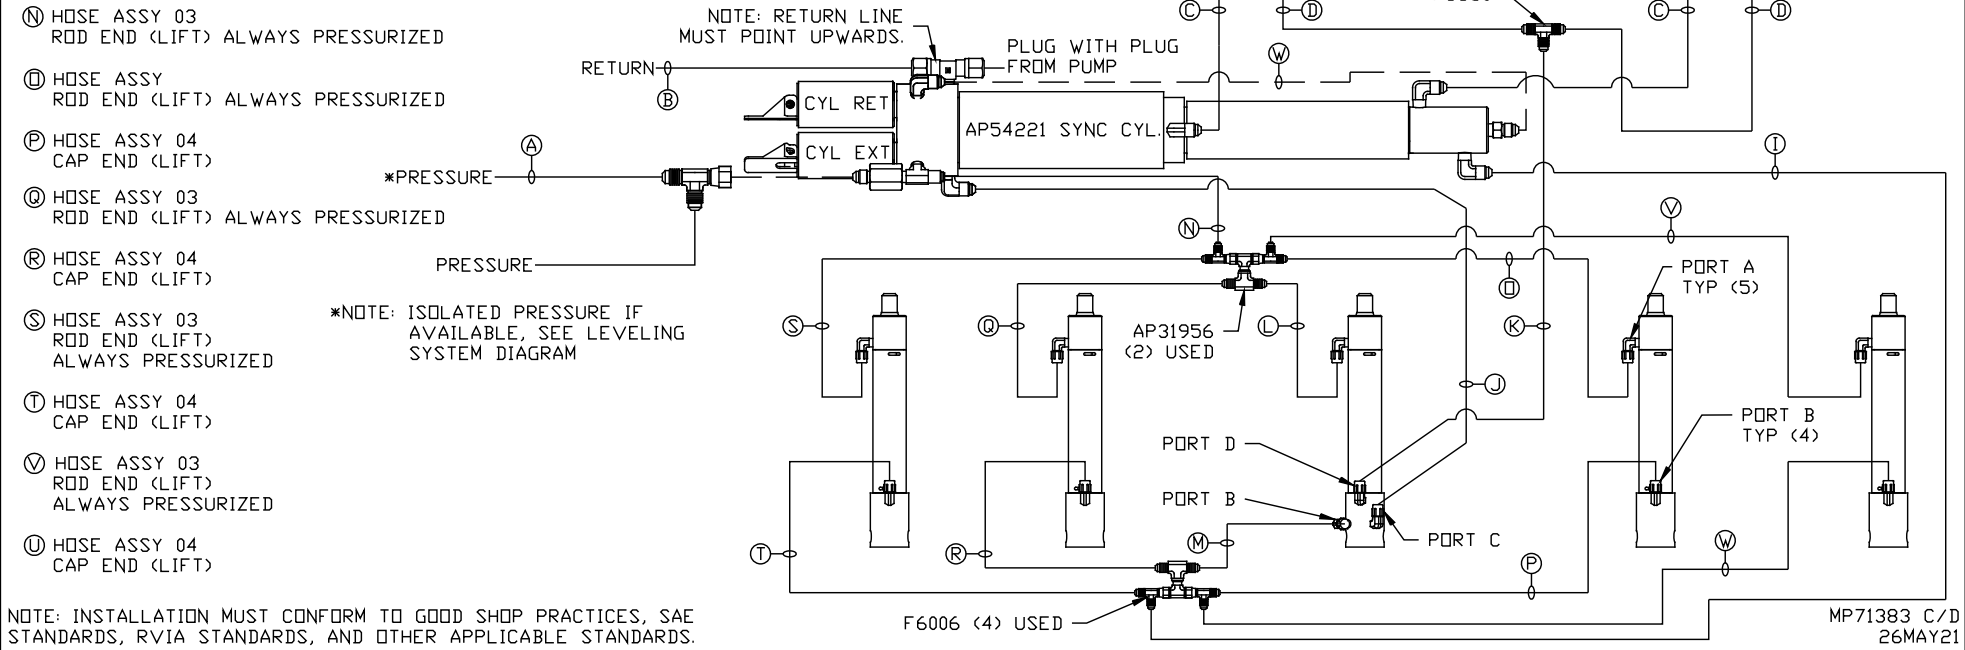 Ⓝ HOSE ASSY 03
ROD END (LIFT) ALWAYS PRESSURIZED
Ⓞ HOSE ASSY
ROD END (LIFT) ALWAYS PRESSURIZED
Ⓟ HOSE ASSY 04
CAP END (LIFT)
Ⓠ HOSE ASSY 03
ROD END (LIFT) ALWAYS PRESSURIZED
Ⓡ HOSE ASSY 04
CAP END (LIFT)
Ⓢ HOSE ASSY 03
ROD END (LIFT)
ALWAYS PRESSURIZED
Ⓣ HOSE ASSY 04
CAP END (LIFT)
Ⓥ HOSE ASSY 03
ROD END (LIFT)
ALWAYS PRESSURIZED
Ⓤ HOSE ASSY 04
CAP END (LIFT)
NOTE: INSTALLATION MUST CONFORM TO GOOD SHOP PRACTICES, SAE
STANDARDS, RVIA STANDARDS, AND OTHER APPLICABLE STANDARDS.
NOTE: RETURN LINE
MUST POINT UPWARDS.
RETURN
Ⓑ
PLUG WITH PLUG
FROM PUMP
Ⓒ
Ⓓ
Ⓒ
Ⓓ
Ⓦ
CYL RET
CYL EXT
AP54221 SYNC CYL.
Ⓐ
*PRESSURE
PRESSURE
Ⓘ
*NOTE: ISOLATED PRESSURE IF
AVAILABLE, SEE LEVELING
SYSTEM DIAGRAM
Ⓝ
Ⓥ
Ⓞ
PORT A
TYP (5)
Ⓢ
Ⓠ
AP31956
(2) USED
Ⓛ
Ⓚ
Ⓙ
PORT B
TYP (4)
PORT D
PORT B
PORT C
Ⓣ
Ⓡ
Ⓜ
Ⓟ
Ⓦ
F6006 (4) USED
MP71383 C/D
26MAY21